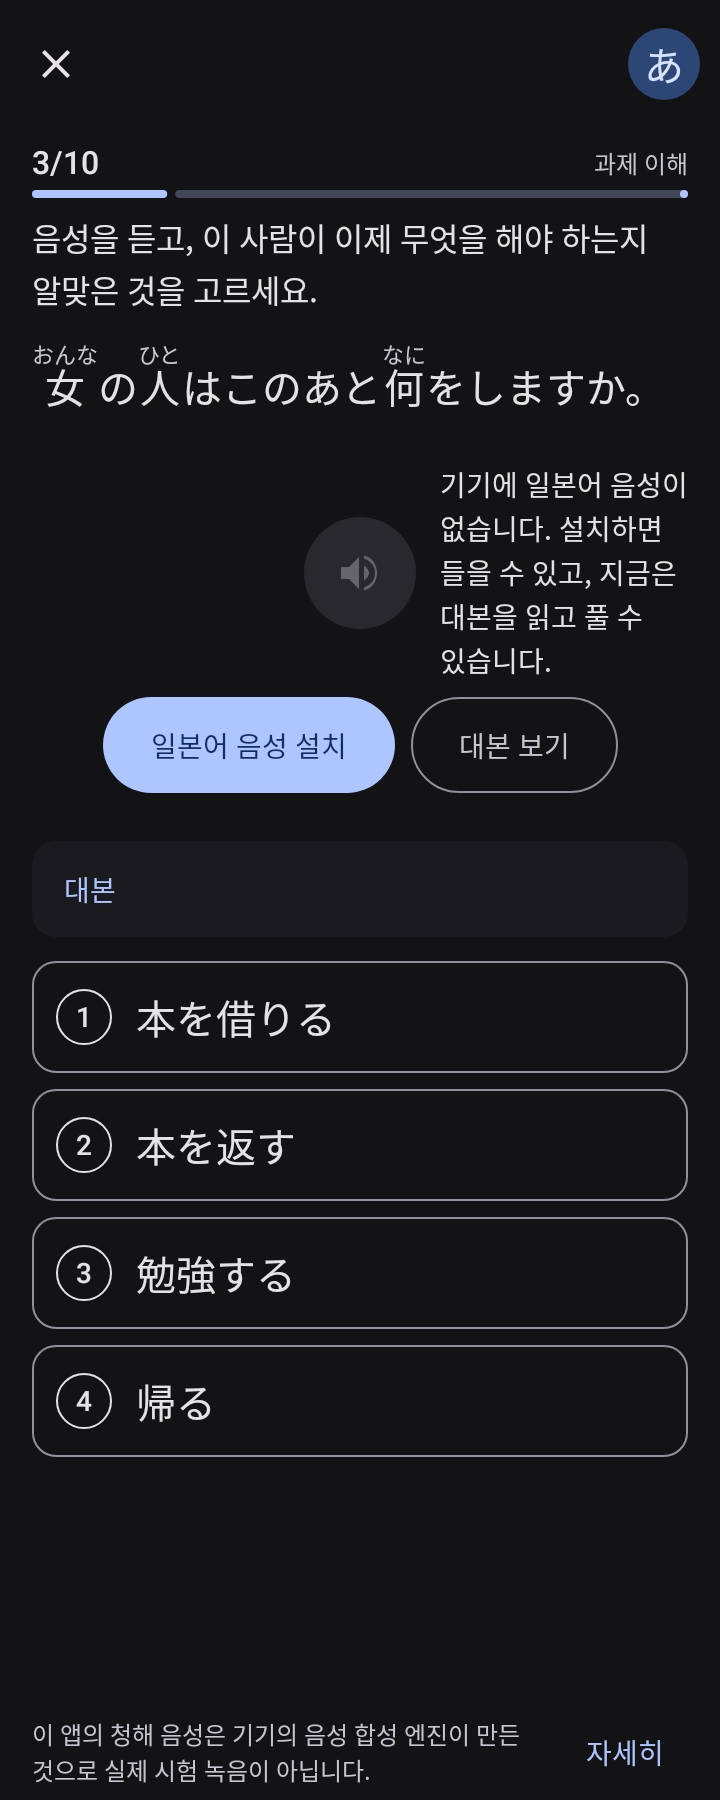 あ
3/10
과제 이해
음성을 듣고, 이 사람이 이제 무엇을 해야 하는지
알맞은 것을 고르세요.
おんな ひと なに
女の人はこのあと何をしますか。
기기에 일본어 음성이
없습니다. 설치하면
들을 수 있고, 지금은
대본을 읽고 풀 수
있습니다.
일본어 음성 설치
대본 보기
대본
1 本を借りる
2 本を返す
3 勉強する
4 帰る
이 앱의 청해 음성은 기기의 음성 합성 엔진이 만든
것으로 실제 시험 녹음이 아닙니다.
자세히